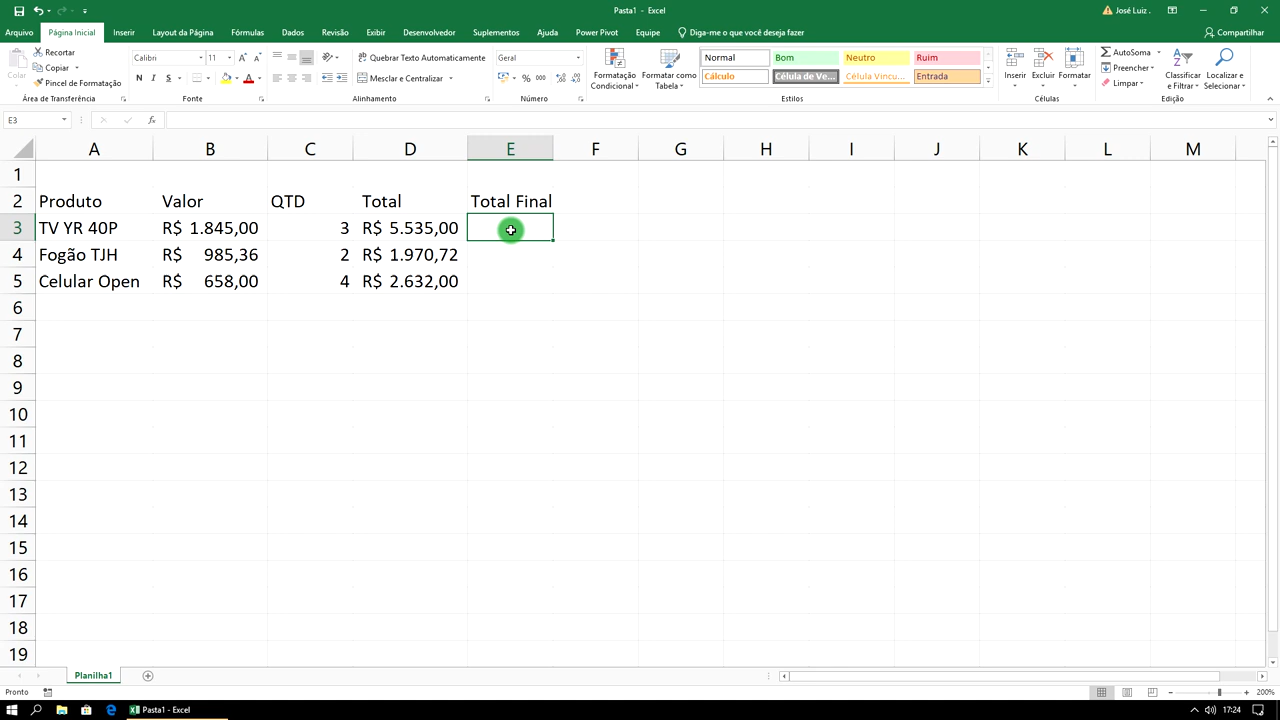 Pasta1 - Excel
José Luiz .
Arquivo Página Inicial Inserir Layout da Página Fórmulas Dados Revisão Exibir Desenvolvedor Suplementos Ajuda Power Pivot Equipe Diga-me o que você deseja fazer Compartilhar
Colar
Recortar
Copiar
Pincel de Formatação
Área de Transferência
Calibri 11 A A
N I S A
Fonte
ab Quebrar Texto Automaticamente
Mesclar e Centralizar
Alinhamento
Geral
% 000
Número
Formatação Condicional
Formatar como Tabela
Normal Bom Neutro Ruim
Cálculo Célula de Ve... Célula Vincu... Entrada
Estilos
Inserir Excluir Formatar
Células
AutoSoma
Preencher
Limpar
Classificar e Filtrar
Localizar e Selecionar
Edição
E3 fx
A B C D E F G H I J K L M
1
2 Produto Valor QTD Total Total Final
3 TV YR 40P R$ 1.845,00 3 R$ 5.535,00
4 Fogão TJH R$ 985,36 2 R$ 1.970,72
5 Celular Open R$ 658,00 4 R$ 2.632,00
6
7
8
9
10
11
12
13
14
15
16
17
18
19
Planilha1
Pronto 200%
Pasta1 - Excel 17:24